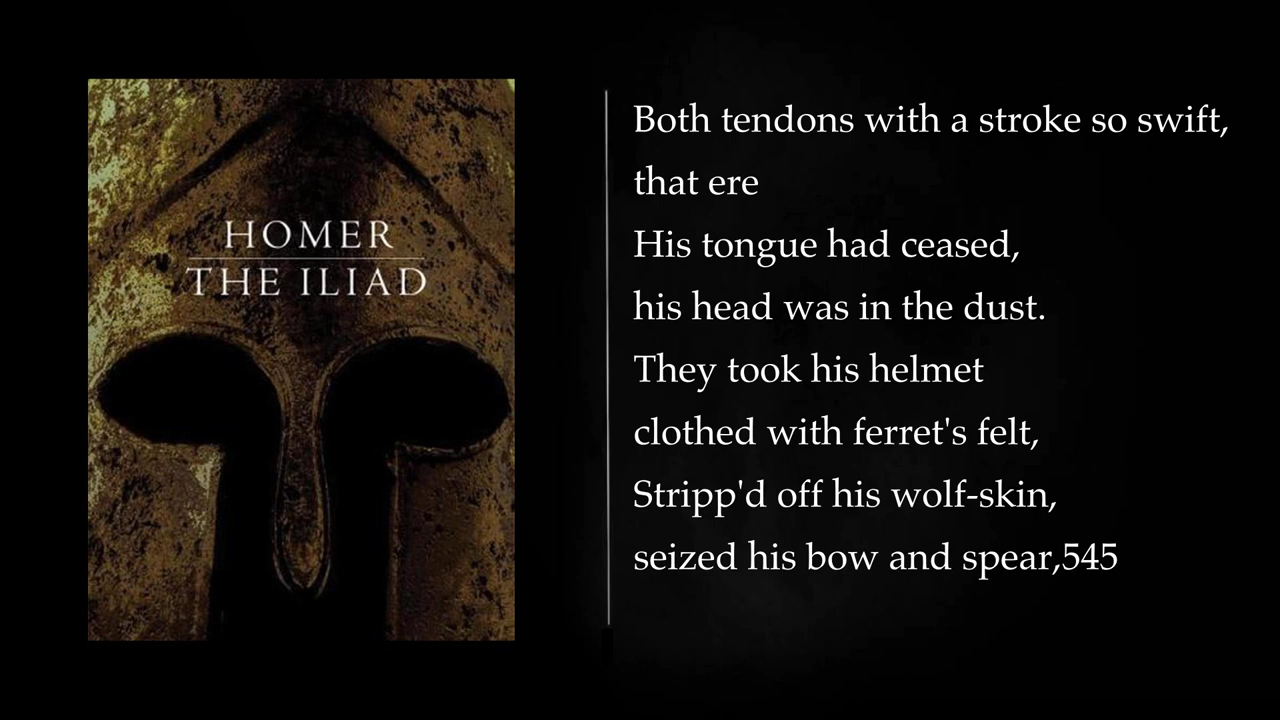 HOMER
THE ILIAD
Both tendons with a stroke so swift,
that ere
His tongue had ceased,
his head was in the dust.
They took his helmet
clothed with ferret's felt,
Stripp'd off his wolf-skin,
seized his bow and spear,545